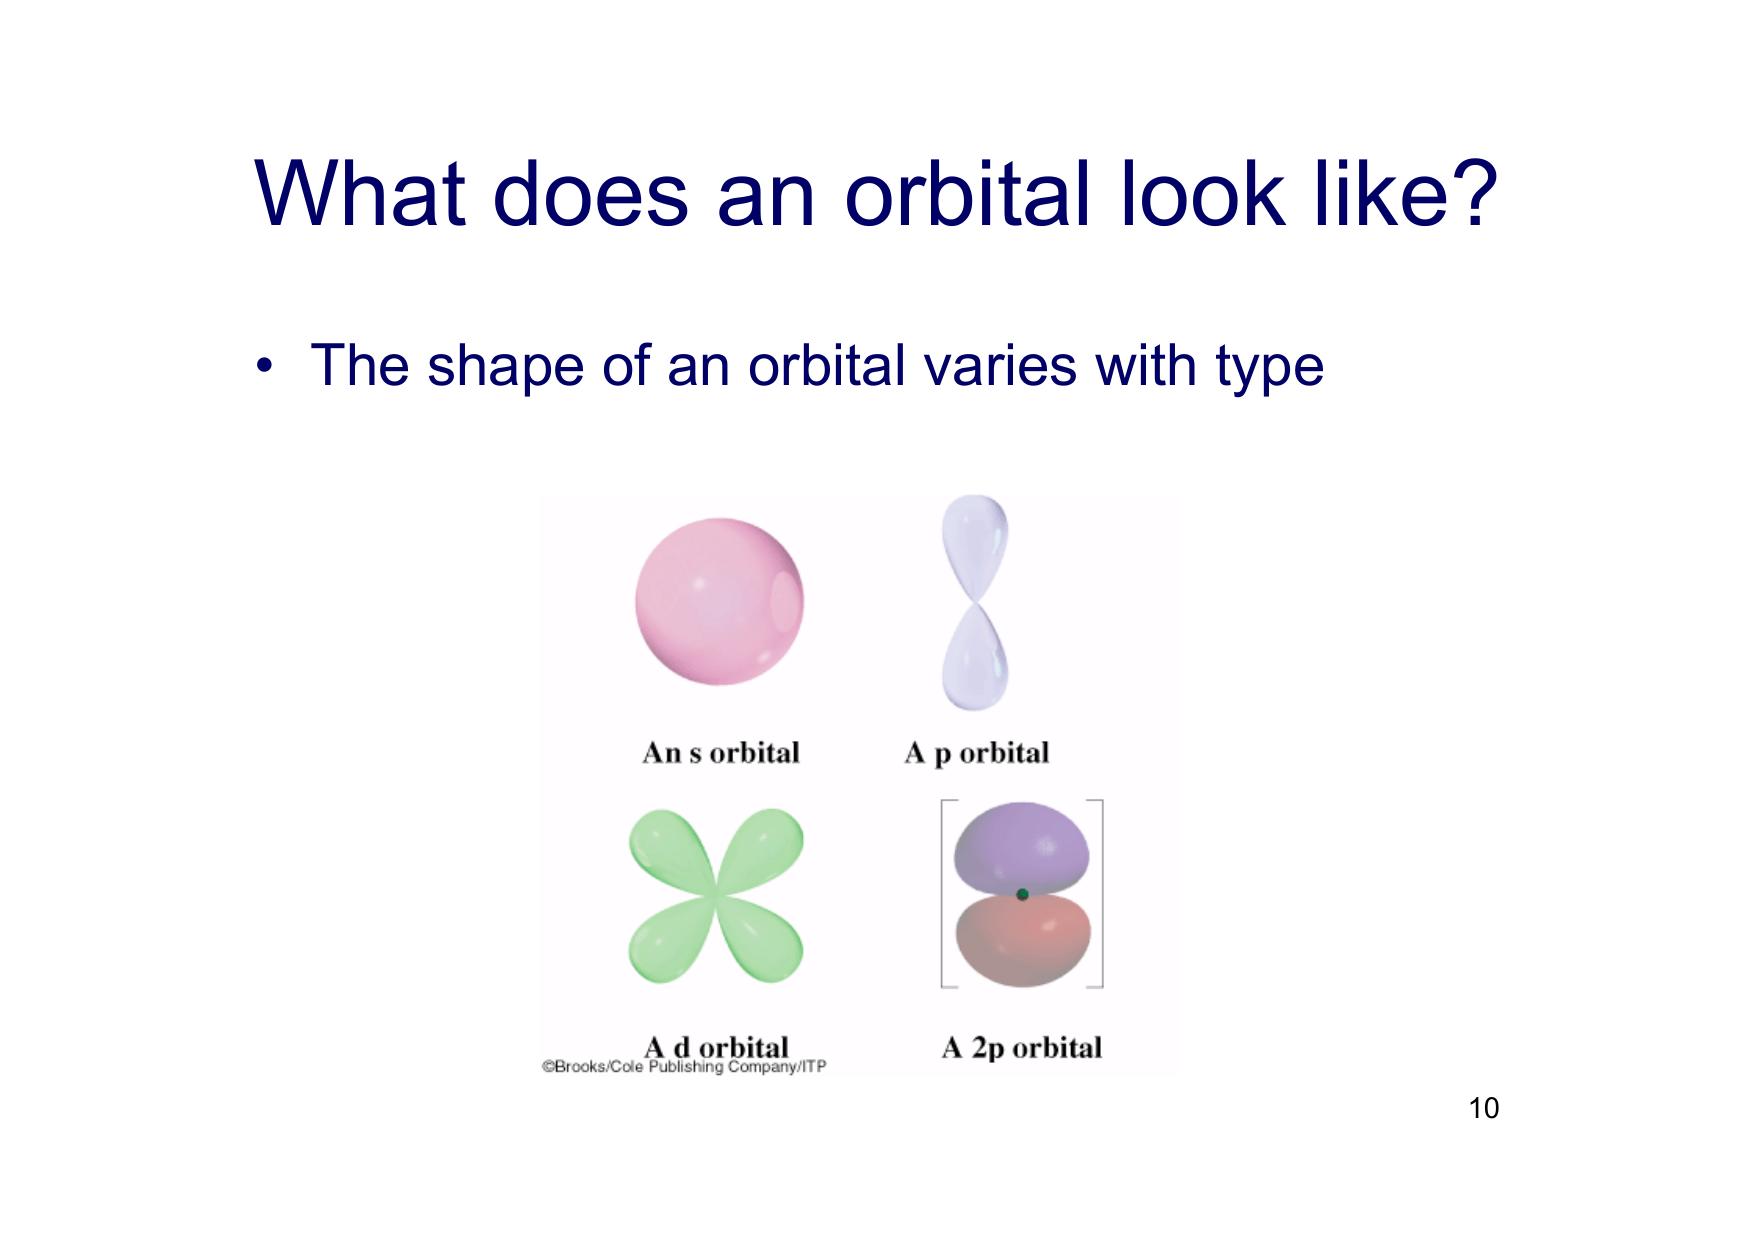 What does an orbital look like?
• The shape of an orbital varies with type
An s orbital
A p orbital
A d orbital
A 2p orbital
©Brooks/Cole Publishing Company/ITP
10